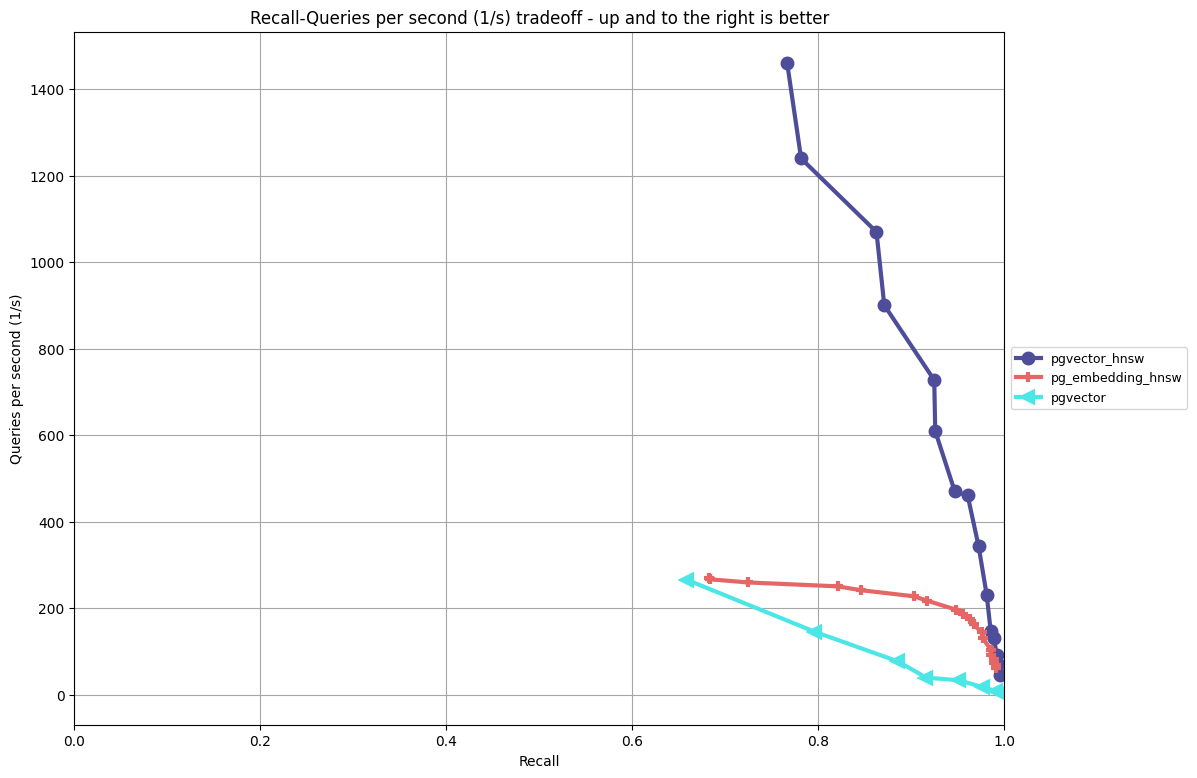 Recall-Queries per second (1/s) tradeoff - up and to the right is better
Queries per second (1/s)
1400
1200
1000
800
600
400
200
0
0.0 0.2 0.4 0.6 0.8 1.0
Recall
pgvector_hnsw
pg_embedding_hnsw
pgvector